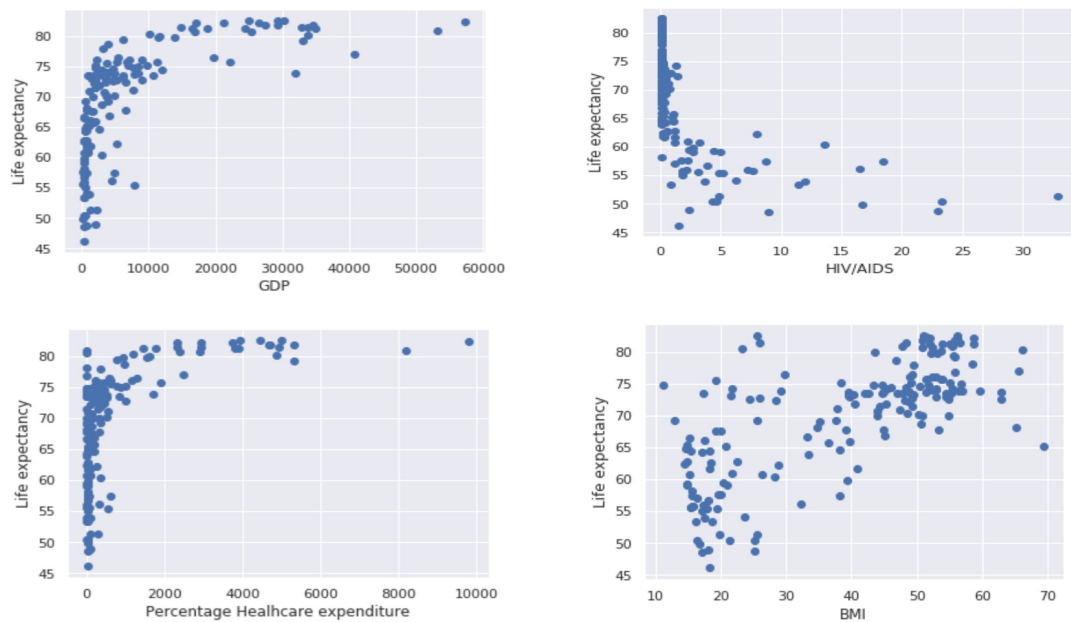 80
75
70
65
60
55
50
45
Life expectancy
0 10000 20000 30000 40000 50000 60000
GDP
80
75
70
65
60
55
50
45
Life expectancy
0 5 10 15 20 25 30
HIV/AIDS
80
75
70
65
60
55
50
45
Life expectancy
0 2000 4000 6000 8000 10000
Percentage Healhcare expenditure
80
75
70
65
60
55
50
45
Life expectancy
10 20 30 40 50 60 70
BMI